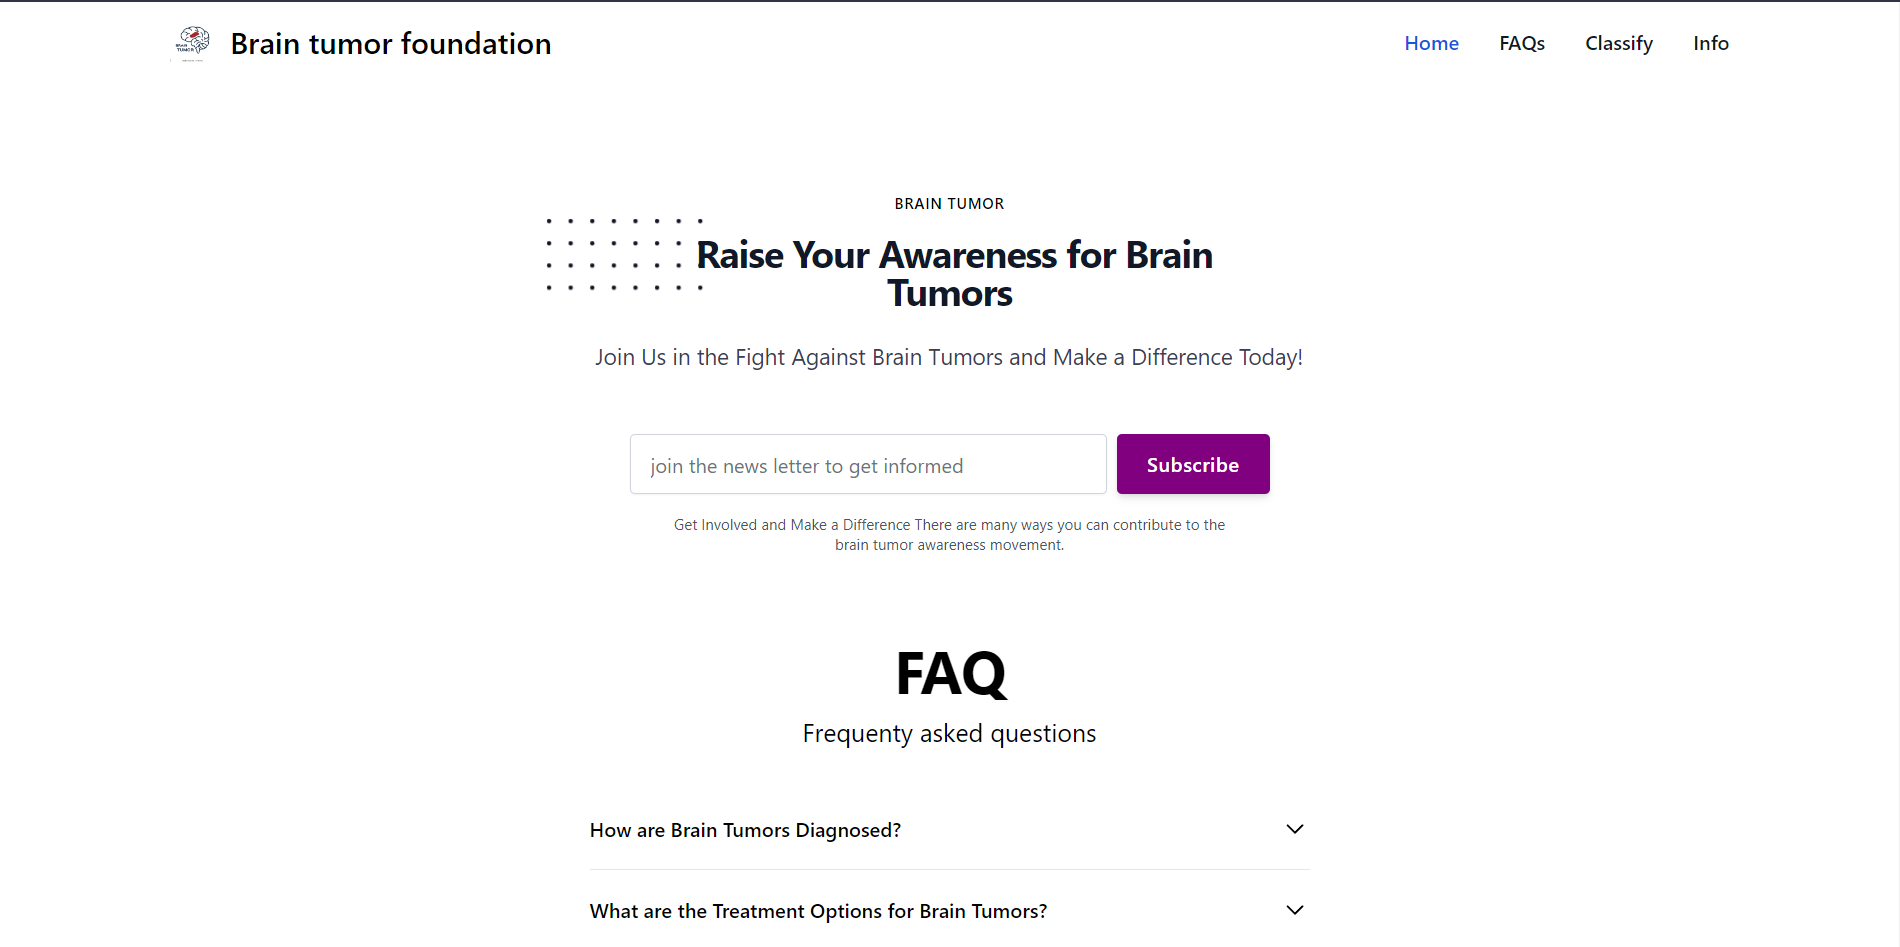 BRAIN
TUMOR
Brain tumor foundation
Home FAQs Classify Info
BRAIN TUMOR
Raise Your Awareness for Brain
Tumors
Join Us in the Fight Against Brain Tumors and Make a Difference Today!
join the news letter to get informed
Subscribe
Get Involved and Make a Difference There are many ways you can contribute to the
brain tumor awareness movement.
FAQ
Frequenty asked questions
How are Brain Tumors Diagnosed?
What are the Treatment Options for Brain Tumors?